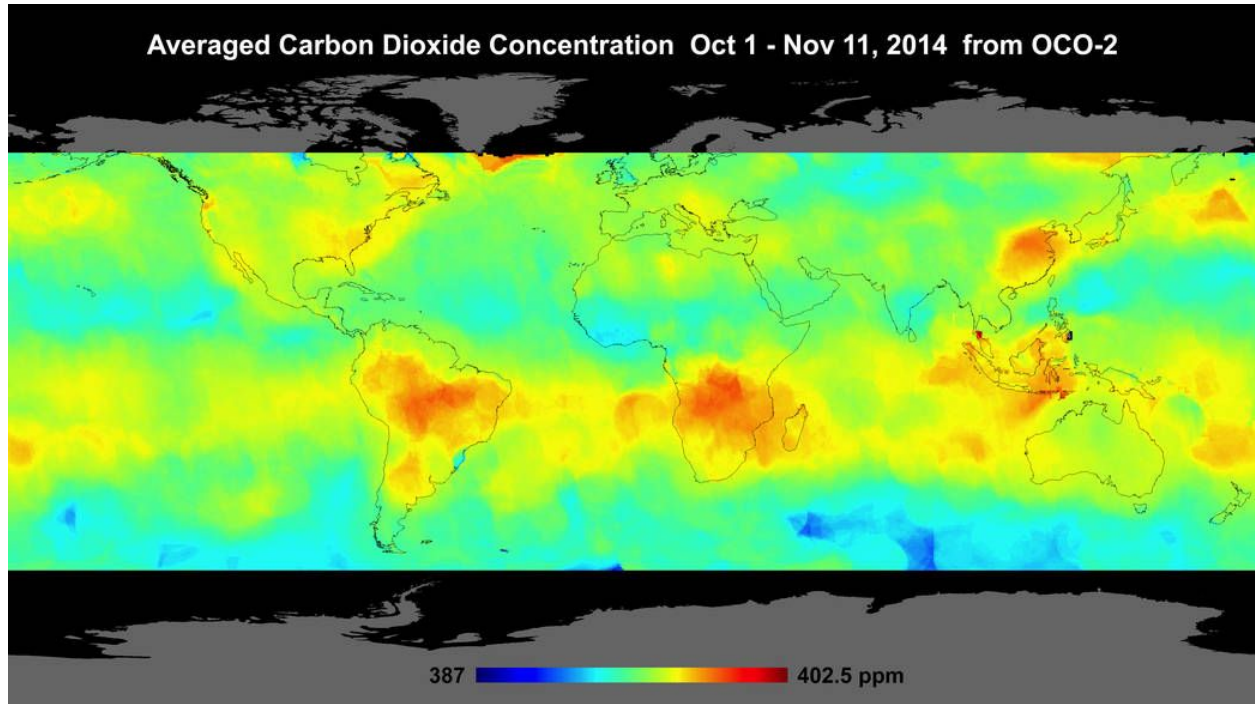 Averaged Carbon Dioxide Concentration Oct 1 - Nov 11, 2014 from OCO-2
387 402.5 ppm